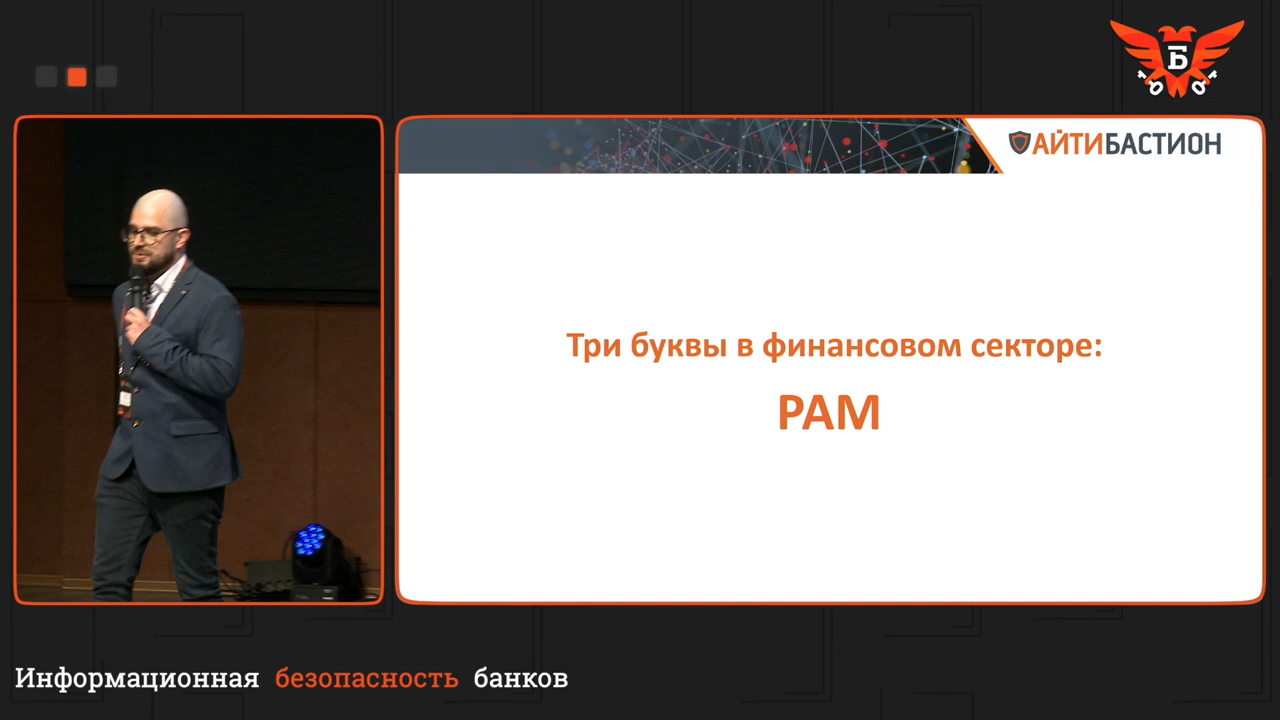 Б
АЙТИБАСТИОН
Три буквы в финансовом секторе:
PAM
Информационная безопасность банков